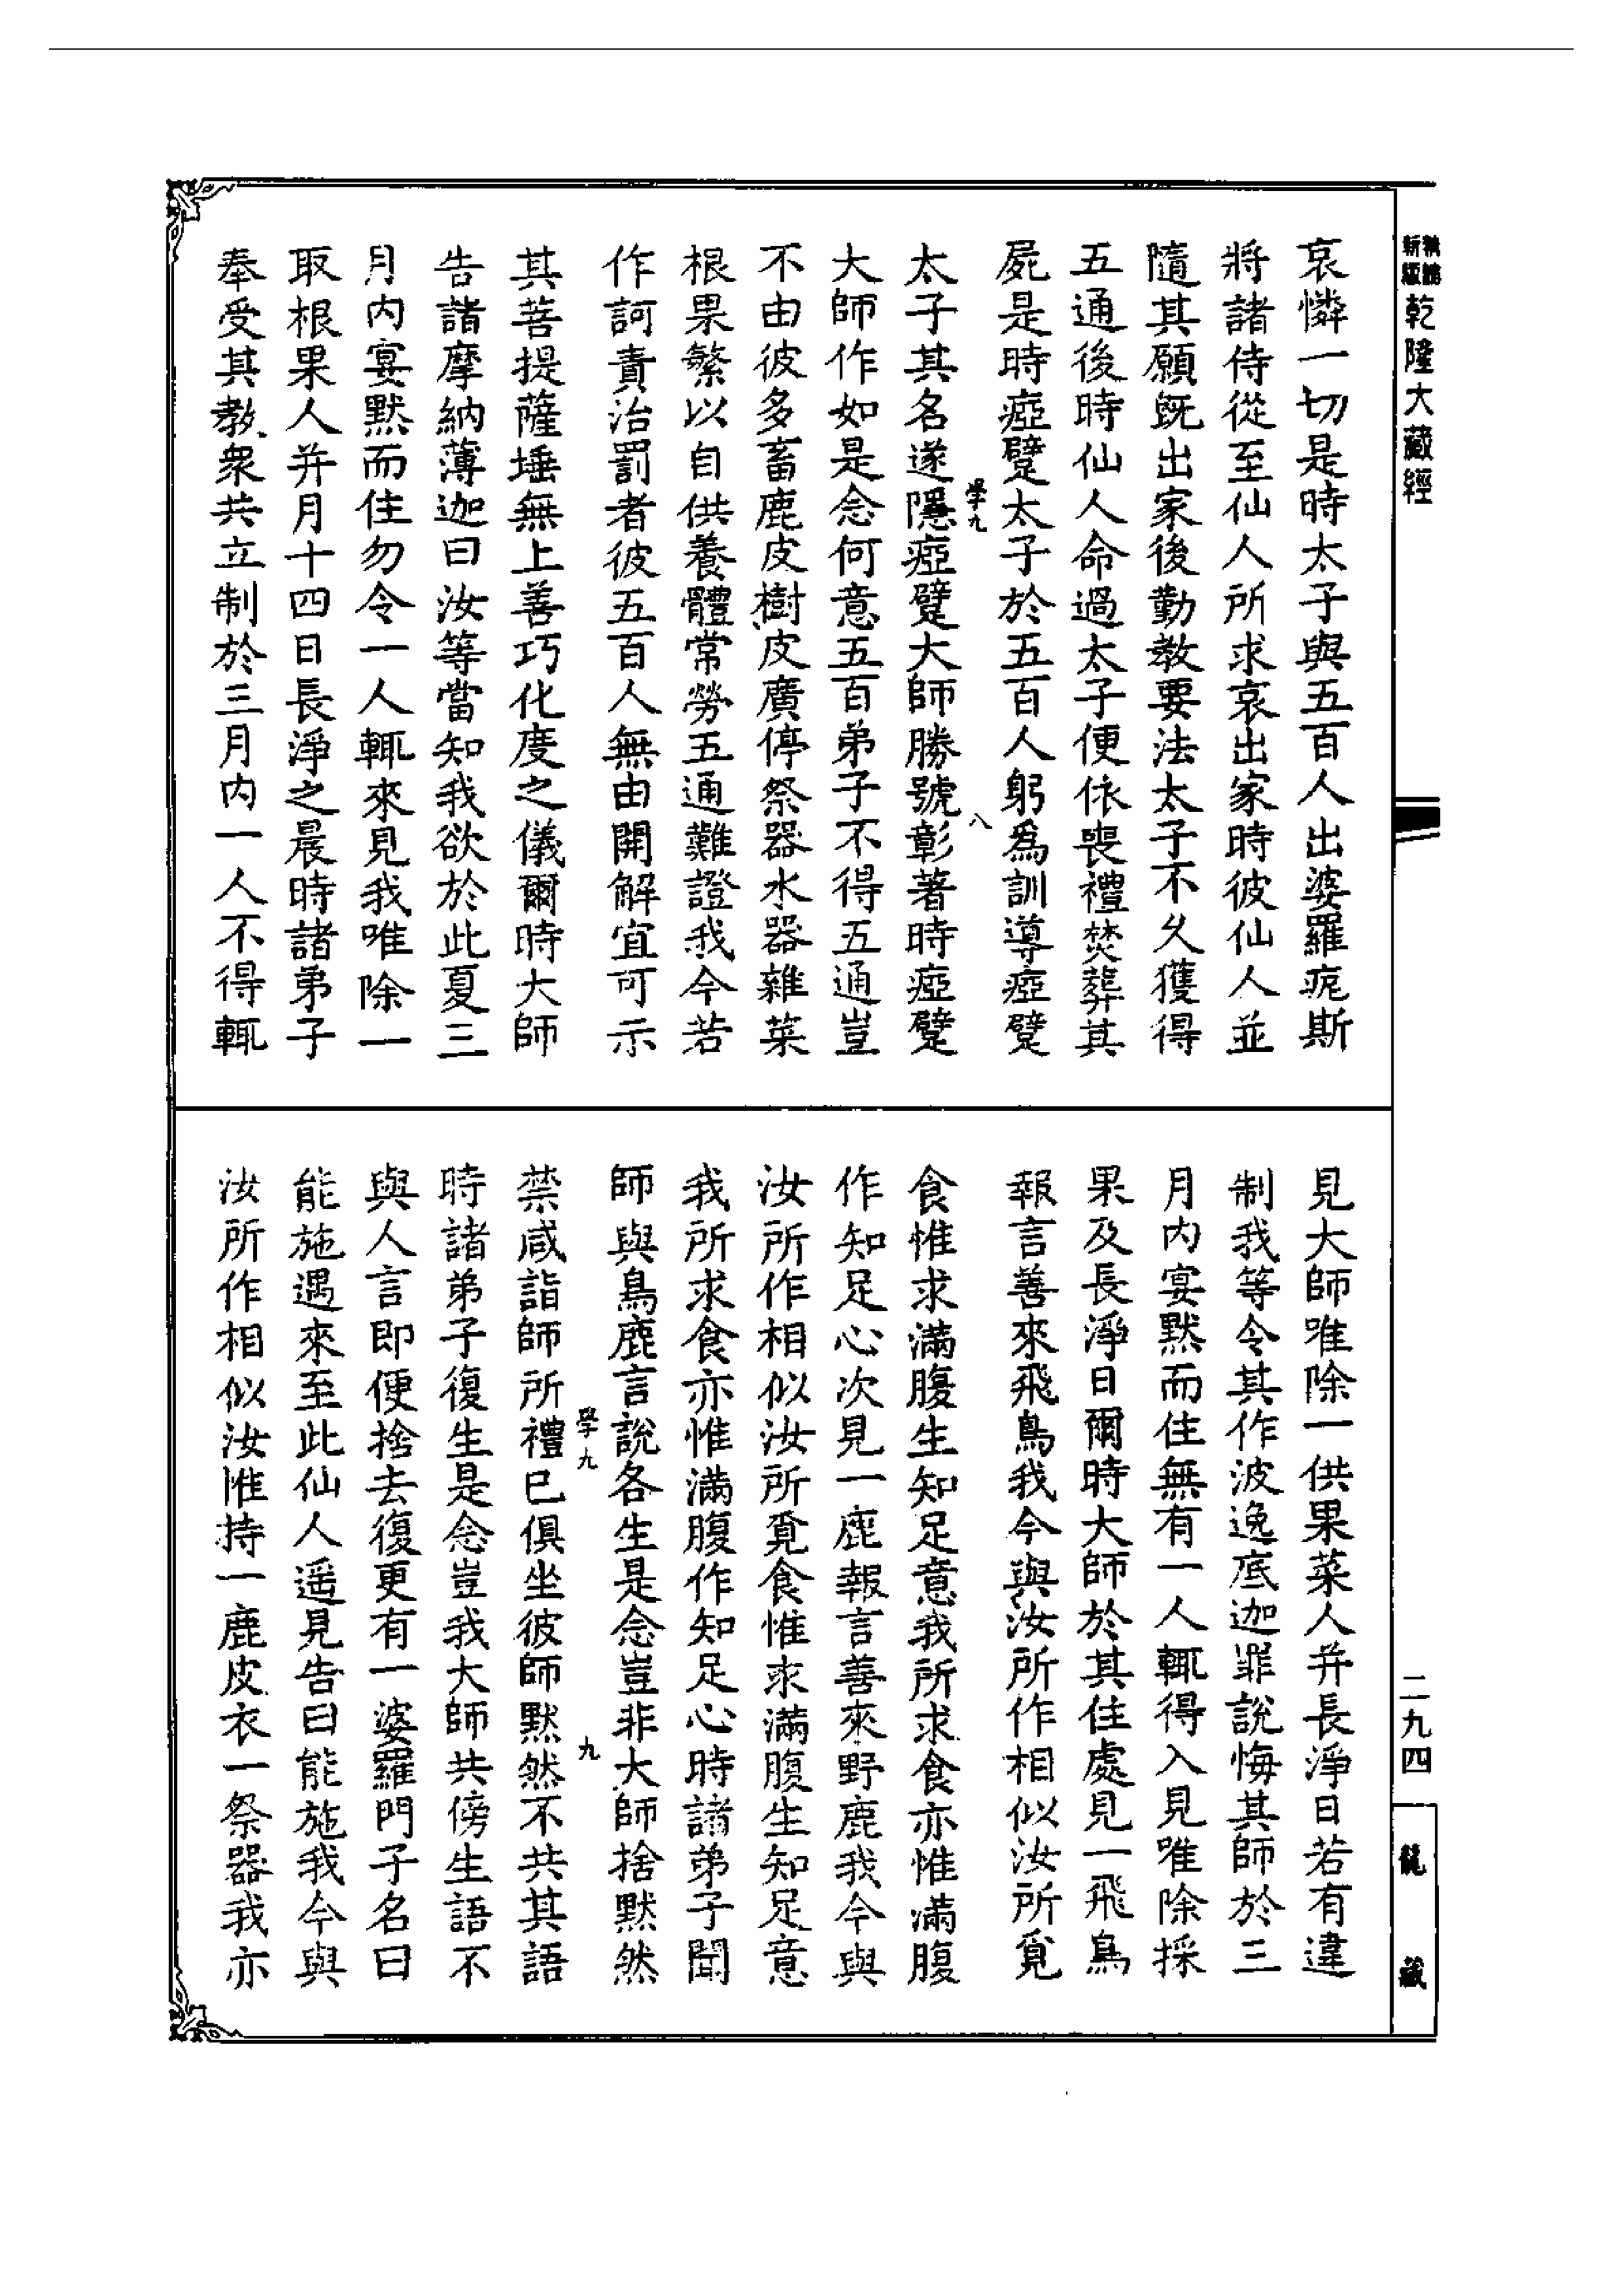 乾隆大藏經
哀憐一切是時太子與五百人出婆羅痆斯
將諸侍從至仙人所求哀出家時彼仙人並
隨其願旣出家後勤教要法太子不久獲得
五通後時仙人命過太子便依喪禮焚葬其
屍是時瘂躄太子於五百人躬爲訓導瘂躄
學九 八
太子其名遂隱瘂躄大師勝號彰著時瘂躄
大師作如是念何意五百弟子不得五通豈
不由彼多畜鹿皮樹皮廣停祭器水器雜菜
根果繁以自供養體常勞五通難證我今若
作訶責治罰者彼五百人無由開解宜可示
其菩提薩埵無上善巧化度之儀爾時大師
告諸摩納薄迦曰汝等當知我欲於此夏三
月內宴默而住勿令一人輒來見我唯除一
取根果人并月十四日長淨之晨時諸弟子
奉受其教衆共立制於三月內一人不得輒
見大師唯除一供果菜人并長淨日若有違
制我等令其作波逸底迦罪說悔其師於三
月內宴默而住無有一人輒得入見唯除採
果及長淨日爾時大師於其住處見一飛鳥
報言善來飛鳥我今與汝所作相似汝所覓
食惟求滿腹生知足意我所求食亦惟滿腹
作知足心次見一鹿報言善來野鹿我今與
汝所作相似汝所覓食惟求滿腹生知足意
我所求食亦惟滿腹作知足心時諸弟子聞
師與鳥鹿言說各生是念豈非大師捨默然
學九 九
禁咸詣師所禮已俱坐彼師默然不共其語
時諸弟子復生是念豈我大師共傍生語不
與人言即便捨去復更有一婆羅門子名曰
能施遇來至此仙人遥見告曰能施我今與
汝所作相似汝惟持一鹿皮衣一祭器我亦
二九四
龍藏